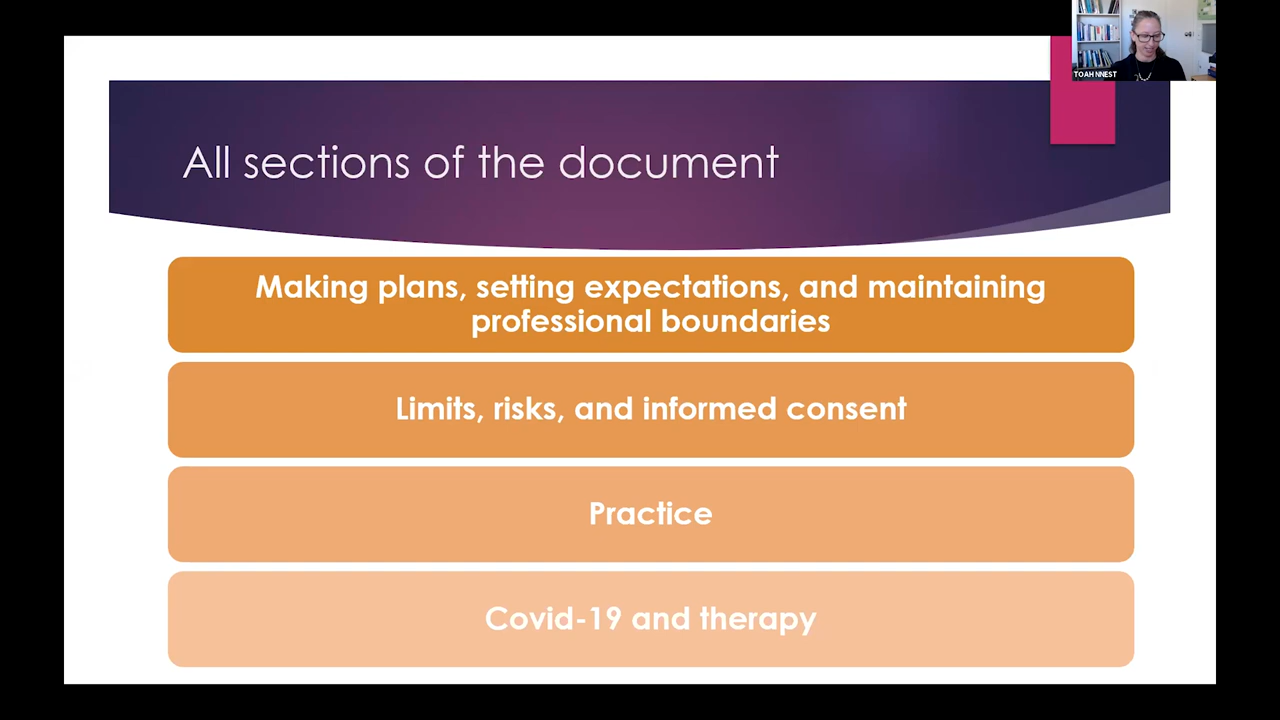 TOAH NNEST
All sections of the document
Making plans, setting expectations, and maintaining
professional boundaries
Limits, risks, and informed consent
Practice
Covid-19 and therapy